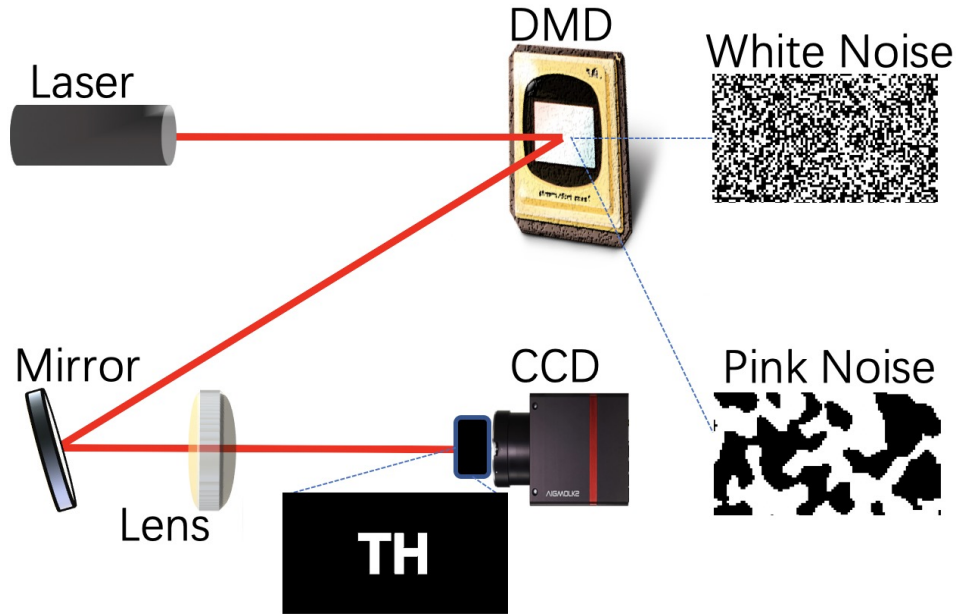 DMD
White Noise
Laser
Mirror
CCD
Pink Noise
Lens
TH